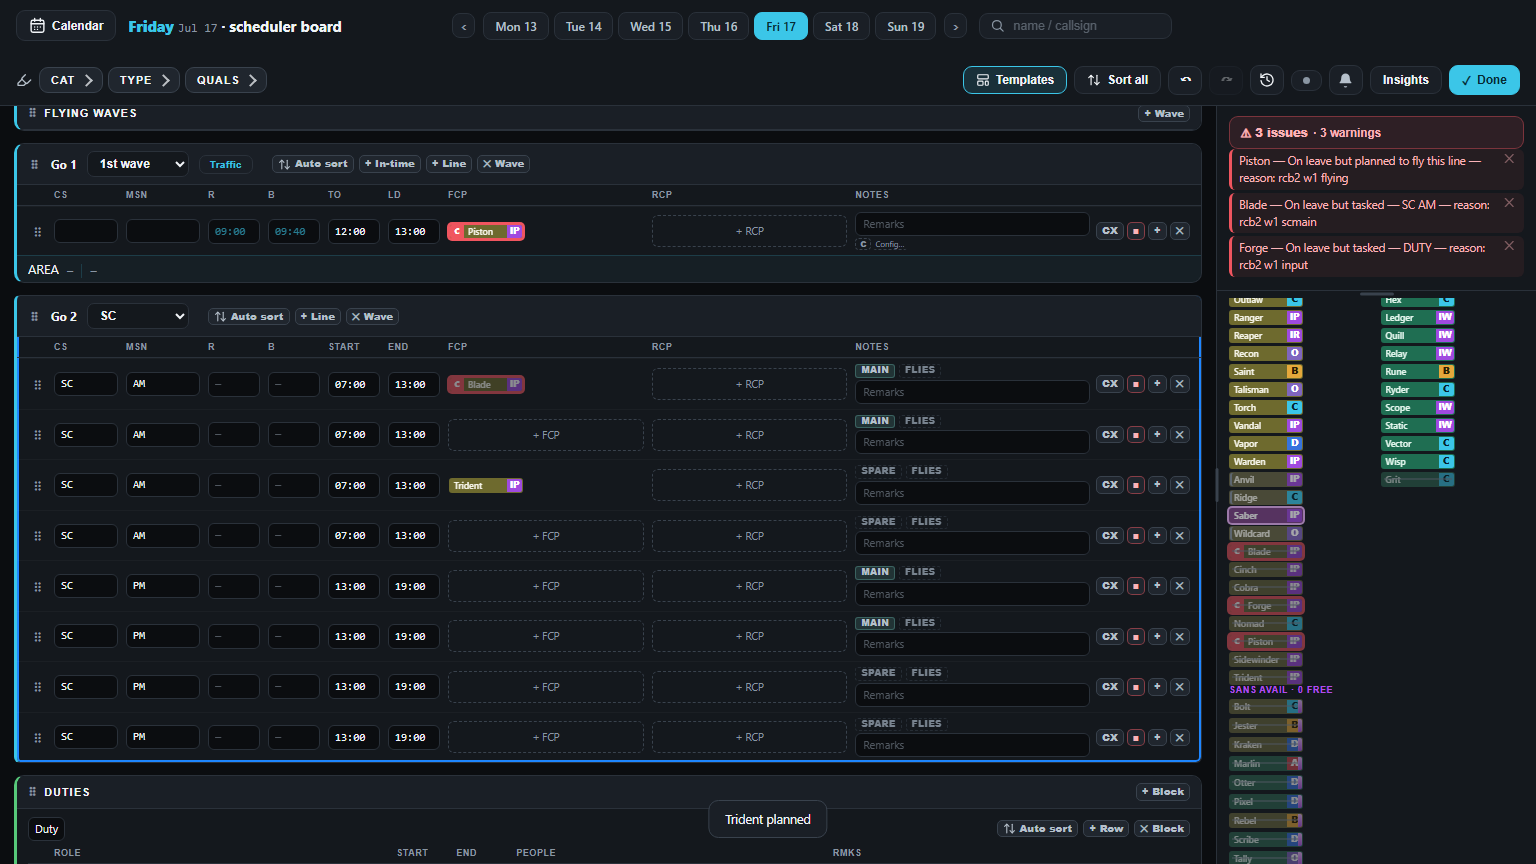 Calendar
Friday Jul 17 · scheduler board
‹ Mon 13 Tue 14 Wed 15 Thu 16 Fri 17 Sat 18 Sun 19 ›
name / callsign
CAT TYPE QUALS
Templates Sort all Insights ✓ Done
FLYING WAVES + Wave
Go 1 1st wave Traffic Auto sort + In-time + Line × Wave
CS MSN R B TO LD FCP RCP NOTES
09:00 09:40 12:00 13:00 C Piston IP + RCP Remarks CX + ×
C Config...
AREA – | –
Go 2 SC Auto sort + Line × Wave
CS MSN R B START END FCP RCP NOTES
MAIN FLIES
SC AM – – 07:00 13:00 C Blade IP + RCP Remarks CX + ×
MAIN FLIES
SC AM – – 07:00 13:00 + FCP + RCP Remarks CX + ×
SPARE FLIES
SC AM – – 07:00 13:00 Trident IP + RCP Remarks CX + ×
SPARE FLIES
SC AM – – 07:00 13:00 + FCP + RCP Remarks CX + ×
MAIN FLIES
SC PM – – 13:00 19:00 + FCP + RCP Remarks CX + ×
MAIN FLIES
SC PM – – 13:00 19:00 + FCP + RCP Remarks CX + ×
SPARE FLIES
SC PM – – 13:00 19:00 + FCP + RCP Remarks CX + ×
SPARE FLIES
SC PM – – 13:00 19:00 + FCP + RCP Remarks CX + ×
DUTIES + Block
Duty Auto sort + Row × Block
Trident planned
ROLE START END PEOPLE RMKS
⚠ 3 issues · 3 warnings
Piston — On leave but planned to fly this line —
reason: rcb2 w1 flying
Blade — On leave but tasked — SC AM — reason:
rcb2 w1 scmain
Forge — On leave but tasked — DUTY — reason:
rcb2 w1 input
Outlaw C
Ranger IP
Reaper IR
Recon O
Saint B
Talisman O
Torch C
Vandal IP
Vapor D
Warden IP
Anvil IP
Ridge C
Saber IP
Wildcard O
C Blade IP
Cinch IP
Cobra IP
C Forge IP
Nomad C
C Piston IP
Sidewinder IP
Trident IP
Hex C
Ledger IW
Quill IW
Relay IW
Rune B
Ryder C
Scope IW
Static IW
Vector C
Wisp C
Grit C
SANS AVAIL · 0 FREE
Bolt C
Jester B
Kraken D
Marlin A
Otter D
Pixel D
Rebel B
Scribe D
Tally O